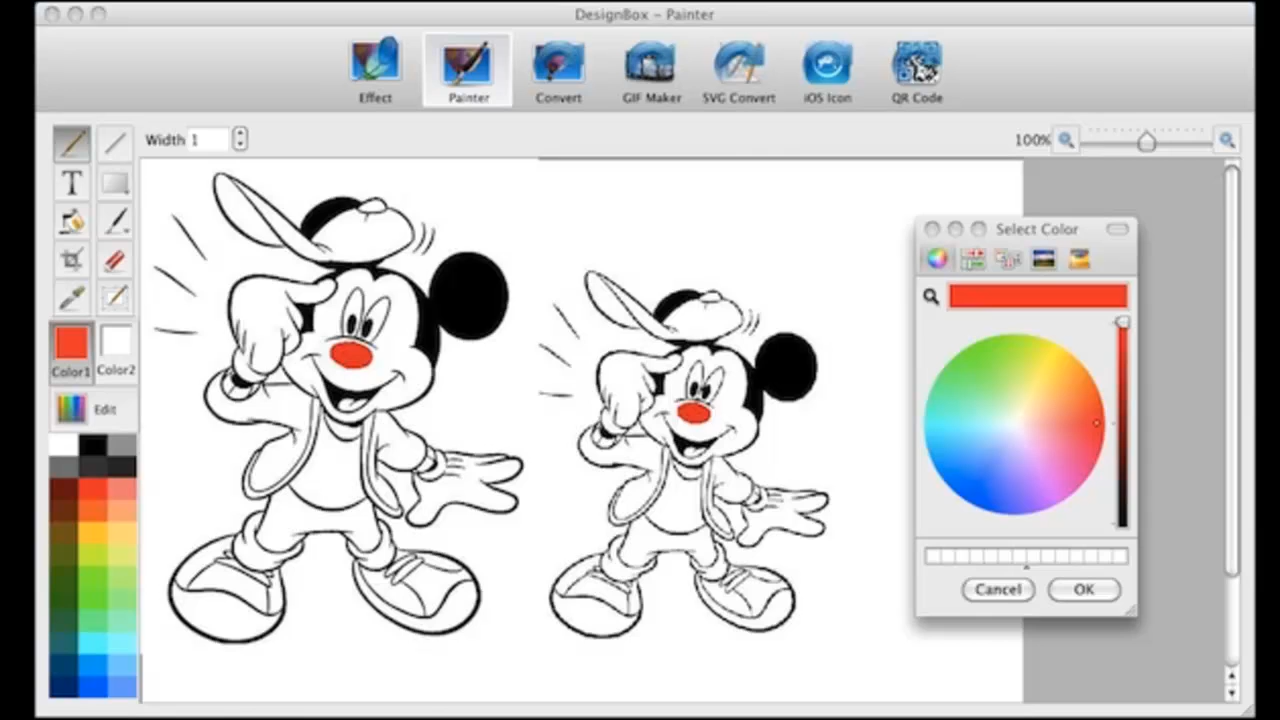 DesignBox - Painter
Effect Painter Convert GIF Maker SVG Convert iOS Icon QR Code
Width 1
100%
T
Select Color
Color1 Color2
Edit
Cancel OK